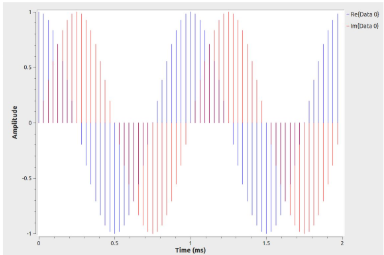 Re{Data 0}
Im{Data 0}
1
0.5
0
-0.5
-1
Amplitude
0 0.5 1 1.5 2
Time (ms)